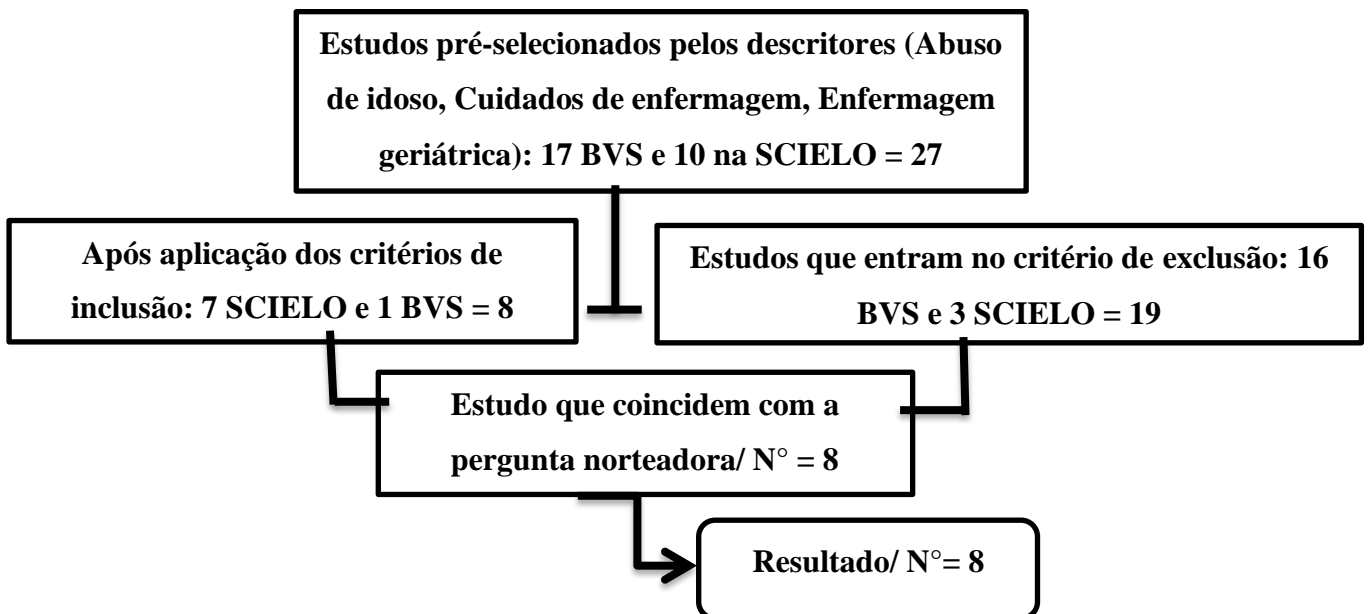 Estudos pré-selecionados pelos descritores (Abuso
de idoso, Cuidados de enfermagem, Enfermagem
geriátrica): 17 BVS e 10 na SCIELO = 27
Após aplicação dos critérios de
inclusão: 7 SCIELO e 1 BVS = 8
Estudos que entram no critério de exclusão: 16
BVS e 3 SCIELO = 19
Estudo que coincidem com a
pergunta norteadora/ N° = 8
Resultado/ N°= 8